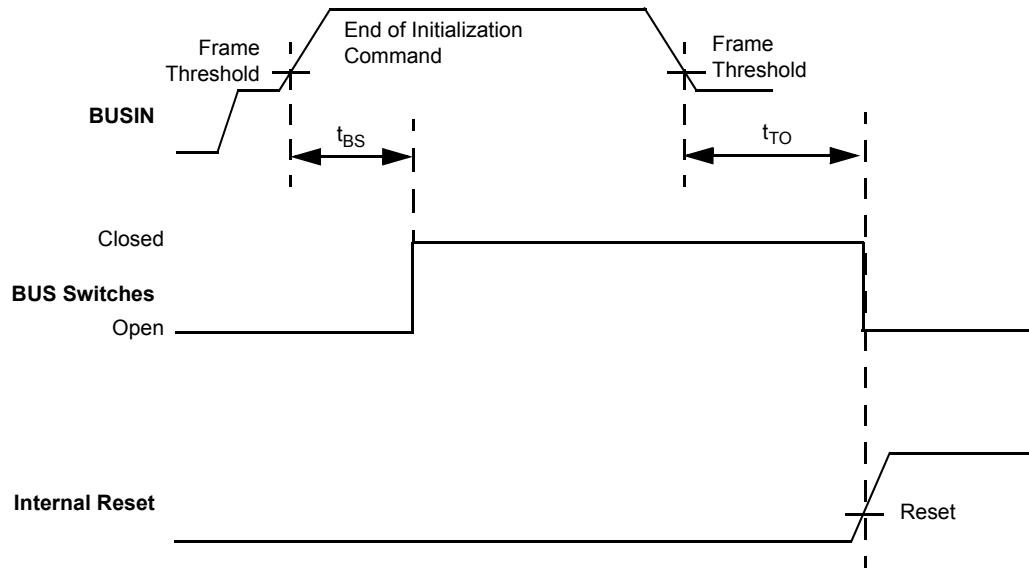 End of Initialization
Command
Frame
Threshold
Frame
Threshold
BUSIN
tBS
tTO
Closed
BUS Switches
Open
Internal Reset
Reset